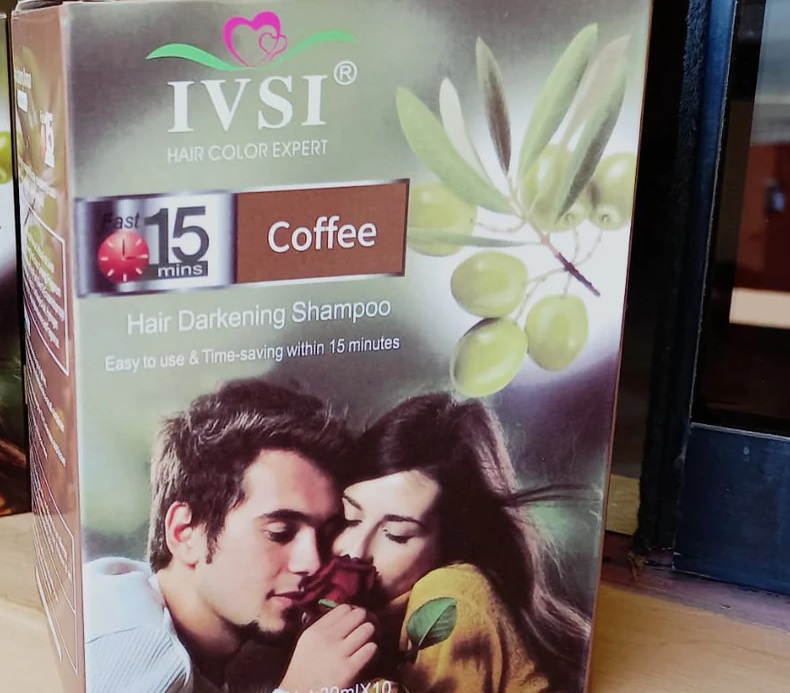 IVSI®
HAIR COLOR EXPERT
Fast 15
mins
Coffee
Hair Darkening Shampoo
Easy to use & Time-saving within 15 minutes